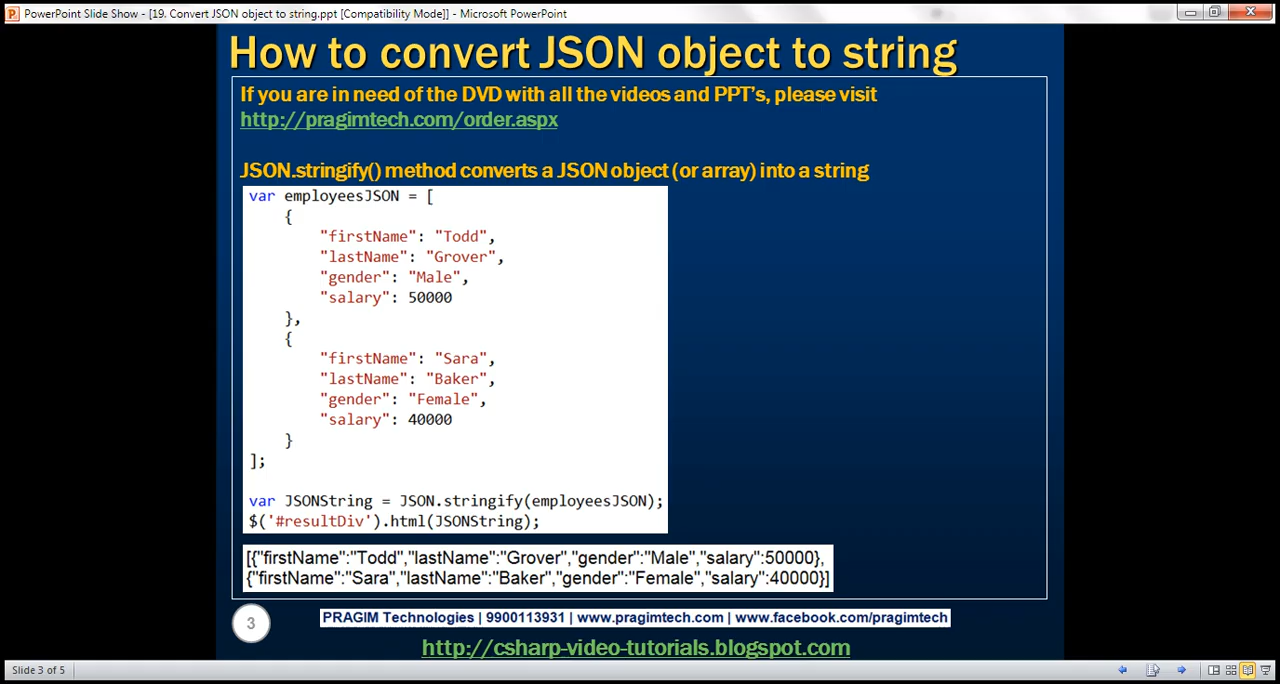 PowerPoint Slide Show - [19. Convert JSON object to string.ppt [Compatibility Mode]] - Microsoft PowerPoint
How to convert JSON object to string
If you are in need of the DVD with all the videos and PPT's, please visit
http://pragimtech.com/order.aspx
JSON.stringify() method converts a JSON object (or array) into a string
var employeesJSON = [
{
"firstName": "Todd",
"lastName": "Grover",
"gender": "Male",
"salary": 50000
},
{
"firstName": "Sara",
"lastName": "Baker",
"gender": "Female",
"salary": 40000
}
];
var JSONString = JSON.stringify(employeesJSON);
$('#resultDiv').html(JSONString);
[{"firstName":"Todd","lastName":"Grover","gender":"Male","salary":50000},
{"firstName":"Sara","lastName":"Baker","gender":"Female","salary":40000}]
3
PRAGIM Technologies | 9900113931 | www.pragimtech.com | www.facebook.com/pragimtech
http://csharp-video-tutorials.blogspot.com
Slide 3 of 5